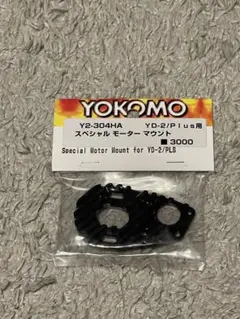 YOKOMO
Y2-304HA YD-2/Plus用
スペシャル モーター マウント
■ 3000
Special Motor Mount for YD-2/PLS